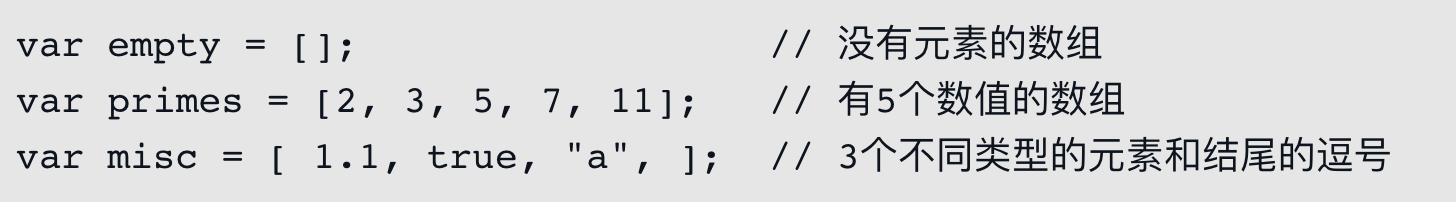 var empty = [];                  // 没有元素的数组
var primes = [2, 3, 5, 7, 11];   // 有5个数值的数组
var misc = [ 1.1, true, "a", ];  // 3个不同类型的元素和结尾的逗号